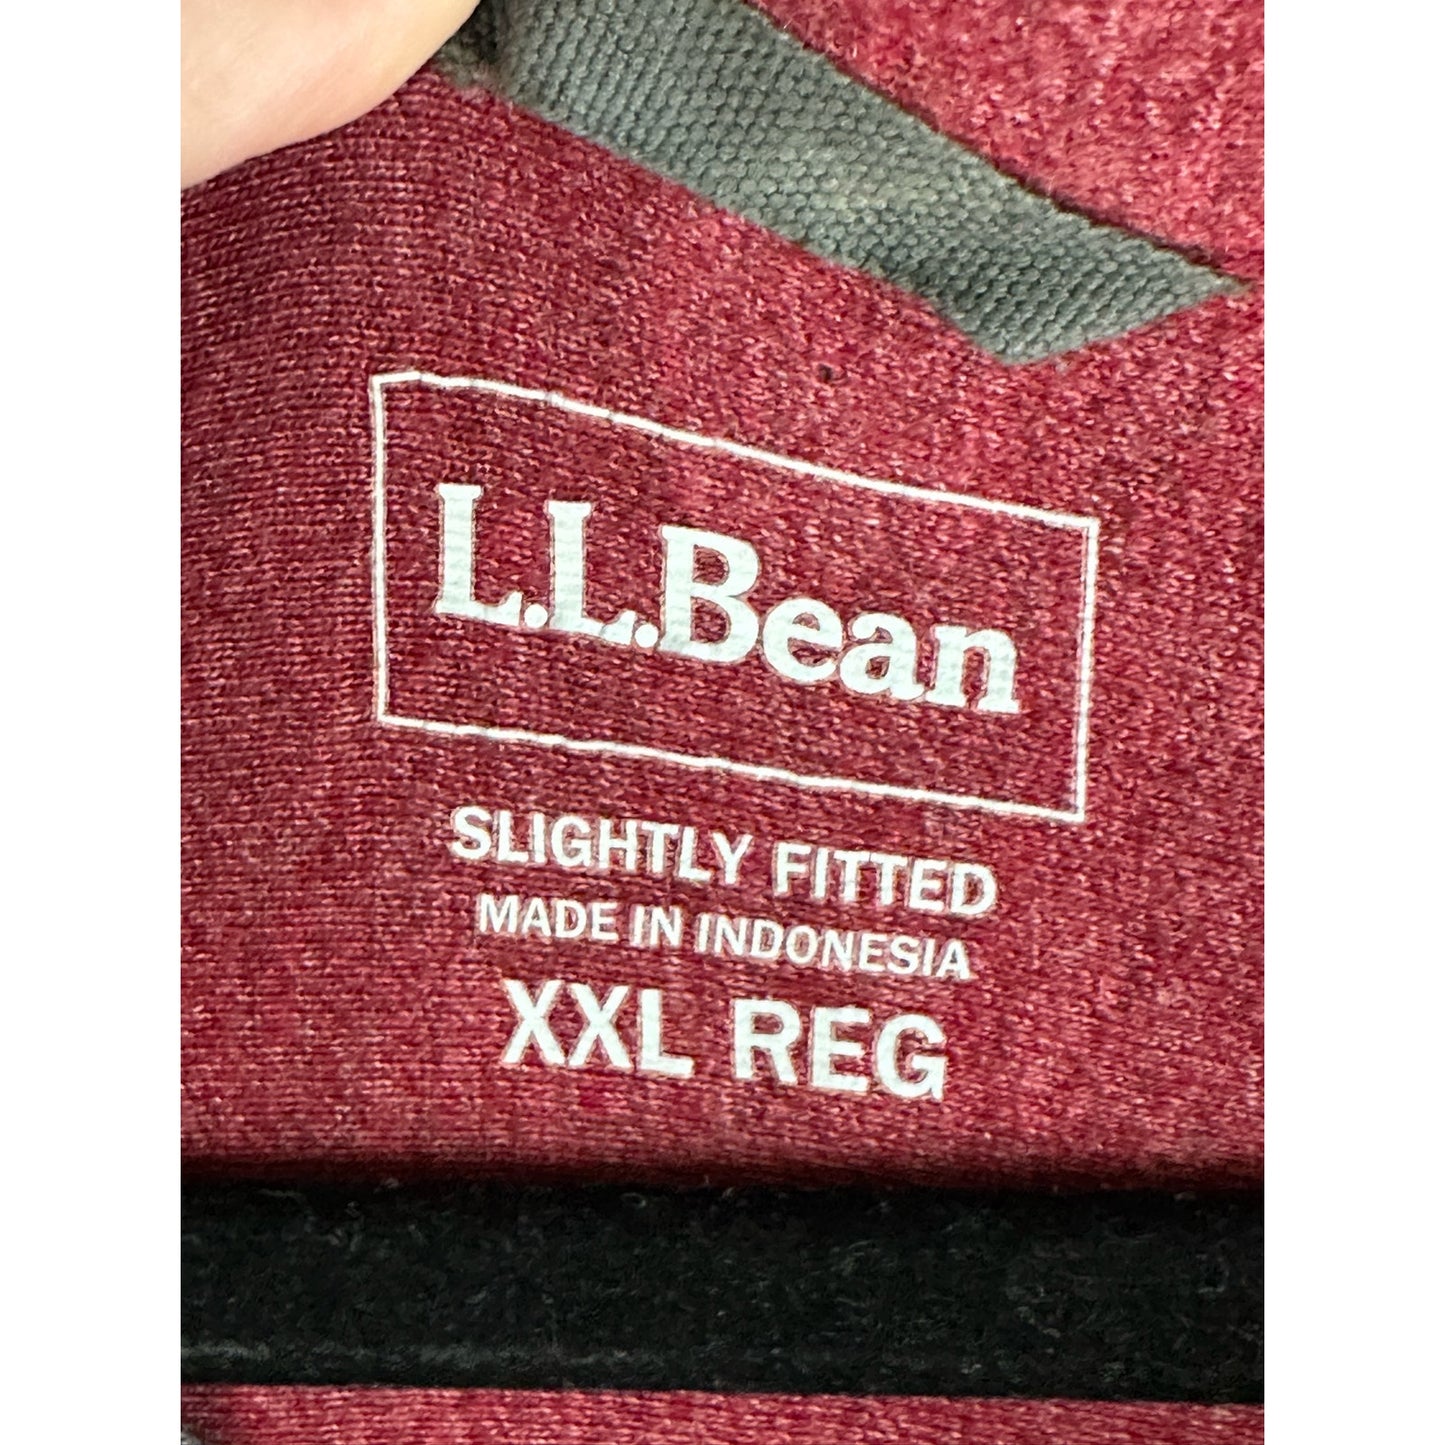 L.L.Bean
SLIGHTLY FITTED
MADE IN INDONESIA
XXL REG